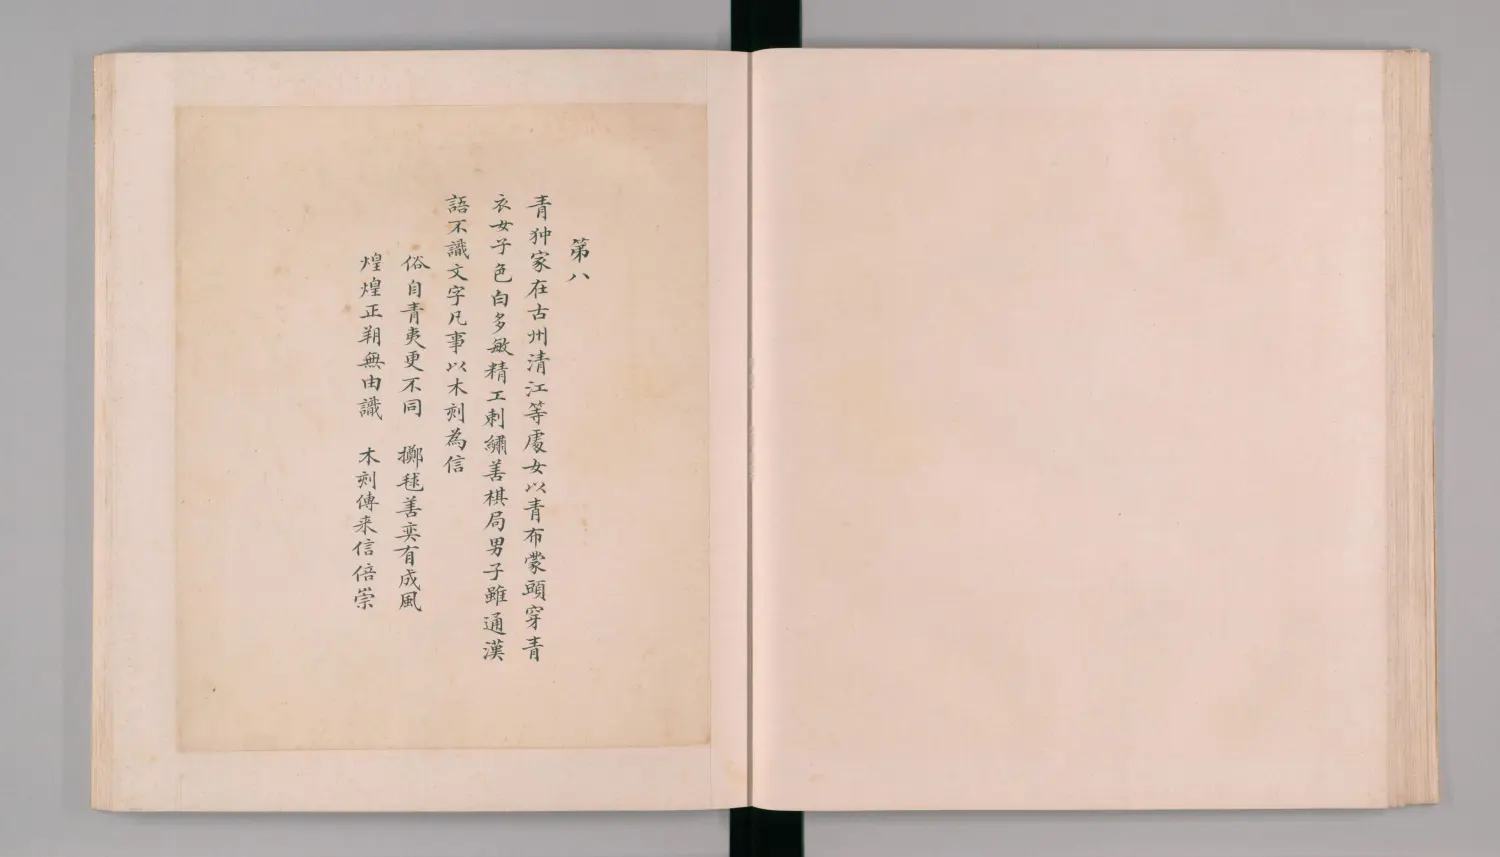 第八
青狆家在古州清江等處女以青布蒙頭穿青
衣女子色白多敏精工刺繡善棋局男子雖通漢
語不識文字凡事以木刻為信
俗自青夷更不同　擲毬善奕有成風
煌煌正朔無由識　木刻傳来信倍崇